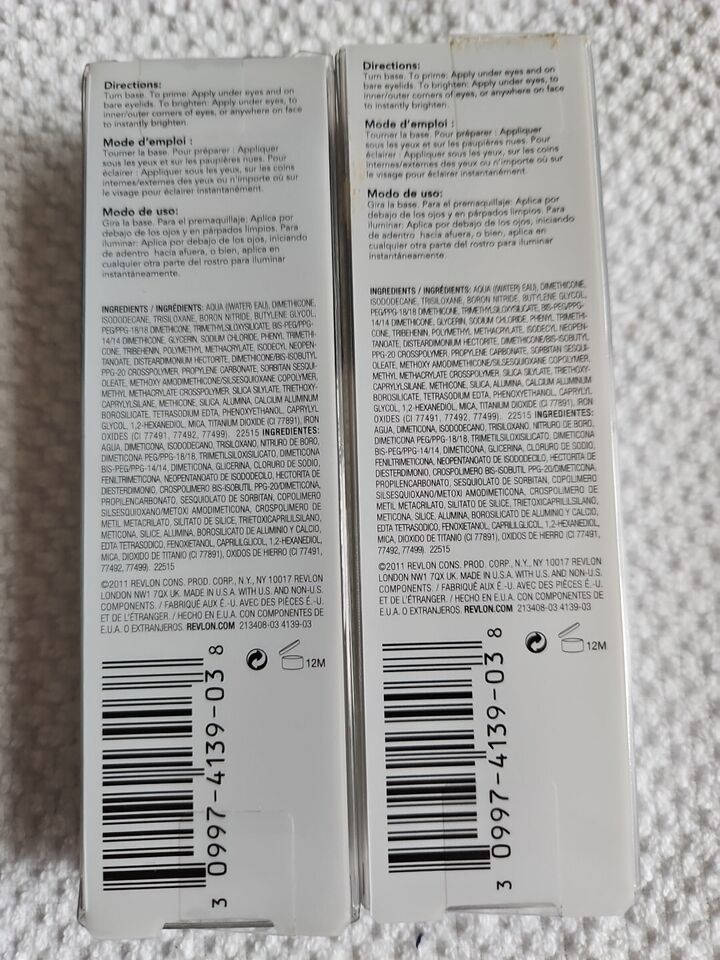 Directions:
Turn base. To prime: Apply under eyes and on
bare eyelids. To brighten: Apply under eyes, to
inner/outer corners of eyes, or anywhere on face
to instantly brighten.
Mode d'emploi :
Tourner la base. Pour préparer : Appliquer
sous les yeux et sur les paupières nues. Pour
éclairer : Appliquer sous les yeux, sur les coins
internes/externes des yeux ou n'importe où sur
le visage pour éclairer instantanément.
Modo de uso:
Gira la base. Para el premaquillaje: Aplica por
debajo de los ojos y en párpados limpios. Para
iluminar: Aplica por debajo de los ojos, iniciando
de adentro hacia afuera, o bien, aplica en
cualquier otra parte del rostro para iluminar
instantáneamente.
INGREDIENTS / INGRÉDIENTS: AQUA (WATER) EAU), DIMETHICONE,
ISODODECANE, TRISILOXANE, BORON NITRIDE, BUTYLENE GLYCOL,
PEG/PPG-18/18 DIMETHICONE, TRIMETHYLSILOXYSILICATE, BIS-PEG/PPG-
14/14 DIMETHICONE, GLYCERIN, SODIUM CHLORIDE, PHENYL TRIMETHI-
CONE, TRIBEHENIN, POLYMETHYL METHACRYLATE, ISODECYL NEOPEN-
TANOATE, DISTEARDIMONIUM HECTORITE, DIMETHICONE/BIS-ISOBUTYL
PPG-20 CROSSPOLYMER, PROPYLENE CARBONATE, SORBITAN SESQUI-
OLEATE, METHOXY AMODIMETHICONE/SILSESQUIOXANE COPOLYMER,
METHYL METHACRYLATE CROSSPOLYMER, SILICA SILYLATE, TRIETHOXY-
CAPRYLYLSILANE, METHICONE, SILICA, ALUMINA, CALCIUM ALUMINUM
BOROSILICATE, TETRASODIUM EDTA, PHENOXYETHANOL, CAPRYLYL
GLYCOL, 1,2-HEXANEDIOL, MICA, TITANIUM DIOXIDE (CI 77891), IRON
OXIDES (CI 77491, 77492, 77499). 22515 INGREDIENTES:
AGUA, DIMETICONA, ISODODECANO, TRISILOXANO, NITRURO DE BORO,
DIMETICONA PEG/PPG-18/18, TRIMETILSILOXISILICATO, DIMETICONA
BIS-PEG/PPG-14/14, DIMETICONA, GLICERINA, CLORURO DE SODIO,
FENILTRIMETICONA, NEOPENTANOATO DE ISODODECILO, HECTORITA DE
DIESTERDIMONIO, CROSPOLIMERO BIS-ISOBUTIL PPG-20/DIMETICONA,
PROPILENCARBONATO, SESQUIOLATO DE SORBITAN, COPOLIMERO
SILSESQUIOXANO/METOXI AMODIMETICONA, CROSPOLIMERO DE
METIL METACRILATO, SILITATO DE SILICE, TRIETOXICAPRILILSILANO,
METICONA, SILICE, ALUMINA, BOROSILICATO DE ALUMINIO Y CALCIO,
EDTA TETRASODICO, FENOXETANOL, CAPRILILGLICOL, 1,2-HEXANEDIOL,
MICA, DIOXIDO DE TITANIO (CI 77891), OXIDOS DE HIERRO (CI 77491,
77492, 77499). 22515
©2011 REVLON CONS. PROD. CORP., N.Y., NY 10017 REVLON
LONDON NW1 7QX UK. MADE IN U.S.A. WITH U.S. AND NON-U.S.
COMPONENTS. / FABRIQUÉ AUX É.-U. AVEC DES PIÈCES É.-U.
ET DE L'ÉTRANGER. / HECHO EN E.U.A. CON COMPONENTES DE
E.U.A. O EXTRANJEROS. REVLON.COM 213408-03 4139-03
12M
3 0997-4139-03 8
Directions:
Turn base. To prime: Apply under eyes and on
bare eyelids. To brighten: Apply under eyes, to
inner/outer corners of eyes, or anywhere on face
to instantly brighten.
Mode d'emploi :
Tourner la base. Pour préparer : Appliquer
sous les yeux et sur les paupières nues. Pour
éclairer : Appliquer sous les yeux, sur les coins
internes/externes des yeux ou n'importe où sur
le visage pour éclairer instantanément.
Modo de uso:
Gira la base. Para el premaquillaje: Aplica por
debajo de los ojos y en párpados limpios. Para
iluminar: Aplica por debajo de los ojos, iniciando
de adentro hacia afuera, o bien, aplica en
cualquier otra parte del rostro para iluminar
instantáneamente.
INGREDIENTS / INGRÉDIENTS: AQUA (WATER) EAU), DIMETHICONE,
ISODODECANE, TRISILOXANE, BORON NITRIDE, BUTYLENE GLYCOL,
PEG/PPG-18/18 DIMETHICONE, TRIMETHYLSILOXYSILICATE, BIS-PEG/PPG-
14/14 DIMETHICONE, GLYCERIN, SODIUM CHLORIDE, PHENYL TRIMETHI-
CONE, TRIBEHENIN, POLYMETHYL METHACRYLATE, ISODECYL NEOPEN-
TANOATE, DISTEARDIMONIUM HECTORITE, DIMETHICONE/BIS-ISOBUTYL
PPG-20 CROSSPOLYMER, PROPYLENE CARBONATE, SORBITAN SESQUI-
OLEATE, METHOXY AMODIMETHICONE/SILSESQUIOXANE COPOLYMER,
METHYL METHACRYLATE CROSSPOLYMER, SILICA SILYLATE, TRIETHOXY-
CAPRYLYLSILANE, METHICONE, SILICA, ALUMINA, CALCIUM ALUMINUM
BOROSILICATE, TETRASODIUM EDTA, PHENOXYETHANOL, CAPRYLYL
GLYCOL, 1,2-HEXANEDIOL, MICA, TITANIUM DIOXIDE (CI 77891), IRON
OXIDES (CI 77491, 77492, 77499). 22515 INGREDIENTES:
AGUA, DIMETICONA, ISODODECANO, TRISILOXANO, NITRURO DE BORO,
DIMETICONA PEG/PPG-18/18, TRIMETILSILOXISILICATO, DIMETICONA
BIS-PEG/PPG-14/14, DIMETICONA, GLICERINA, CLORURO DE SODIO,
FENILTRIMETICONA, NEOPENTANOATO DE ISODODECILO, HECTORITA DE
DIESTERDIMONIO, CROSPOLIMERO BIS-ISOBUTIL PPG-20/DIMETICONA,
PROPILENCARBONATO, SESQUIOLATO DE SORBITAN, COPOLIMERO
SILSESQUIOXANO/METOXI AMODIMETICONA, CROSPOLIMERO DE
METIL METACRILATO, SILITATO DE SILICE, TRIETOXICAPRILILSILANO,
METICONA, SILICE, ALUMINA, BOROSILICATO DE ALUMINIO Y CALCIO,
EDTA TETRASODICO, FENOXETANOL, CAPRILILGLICOL, 1,2-HEXANEDIOL,
MICA, DIOXIDO DE TITANIO (CI 77891), OXIDOS DE HIERRO (CI 77491,
77492, 77499). 22515
©2011 REVLON CONS. PROD. CORP., N.Y., NY 10017 REVLON
LONDON NW1 7QX UK. MADE IN U.S.A. WITH U.S. AND NON-U.S.
COMPONENTS. / FABRIQUÉ AUX É.-U. AVEC DES PIÈCES É.-U.
ET DE L'ÉTRANGER. / HECHO EN E.U.A. CON COMPONENTES DE
E.U.A. O EXTRANJEROS. REVLON.COM 213408-03 4139-03
12M
3 0997-4139-03 8